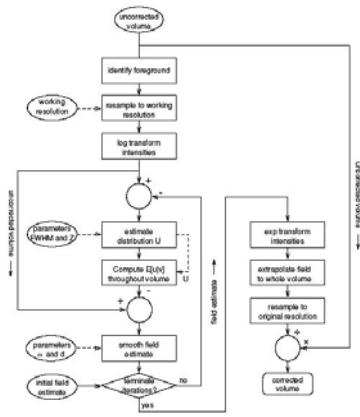 uncorrected
volume
identify foreground
working
resolution
resample to working
resolution
log transform
intensities
+
-
uncorrected volume
parameters
FWHM and Z
estimate
distribution U
Compute E[u|v]
throughout volume
U
-
+
parameters
smooth field
estimate
initial field
estimate
terminate
iterations?
no
yes
field estimate
exp transform
intensities
extrapolate field
to whole volume
resample to
original resolution
÷
×
corrected
volume
Uncorrected volume